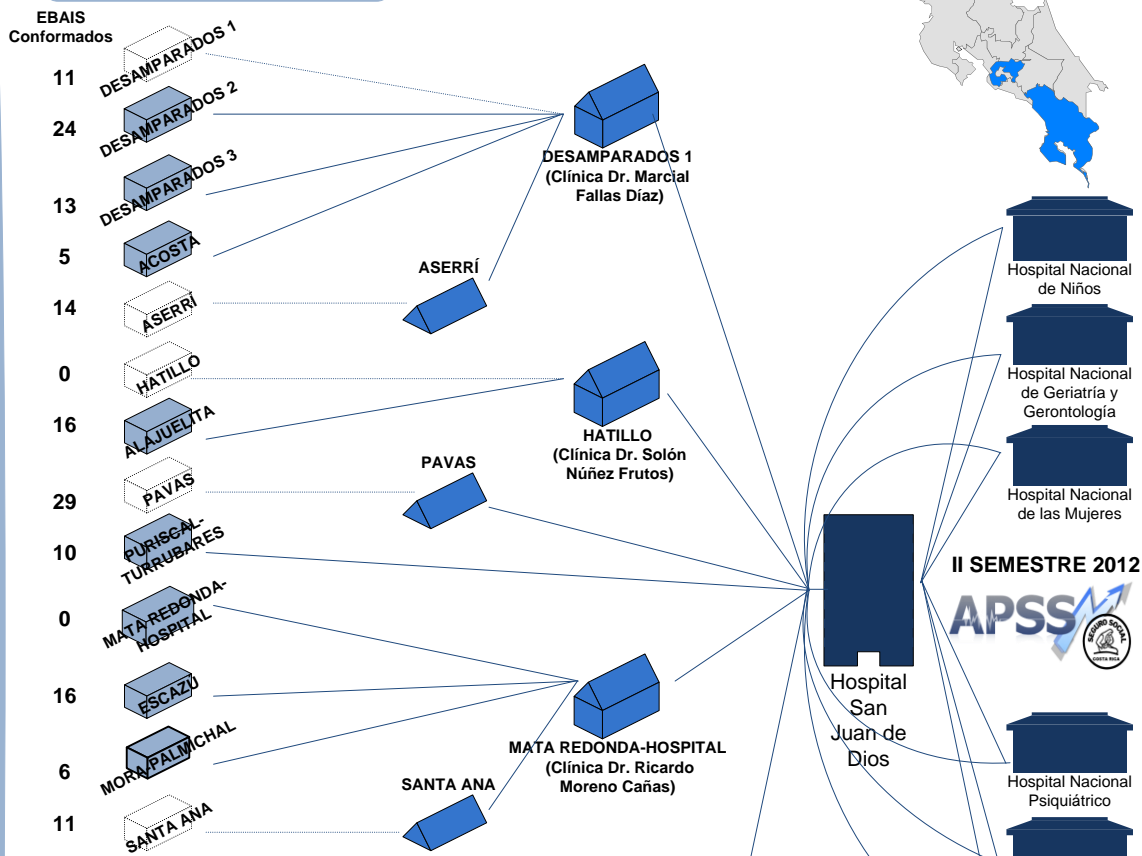 EBAIS
Conformados
11
DESAMPARADOS 1
24
DESAMPARADOS 2
13
DESAMPARADOS 3
5
ACOSTA
14
ASERRÍ
0
HATILLO
16
ALAJUELITA
29
PAVAS
10
PURISCAL-
TURRUBARES
0
MATA REDONDA-
HOSPITAL
16
ESCAZÚ
6
MORA-PALMICHAL
11
SANTA ANA
ASERRÍ
PAVAS
SANTA ANA
DESAMPARADOS 1
(Clínica Dr. Marcial
Fallas Díaz)
HATILLO
(Clínica Dr. Solón
Núñez Frutos)
MATA REDONDA-HOSPITAL
(Clínica Dr. Ricardo
Moreno Cañas)
Hospital
San
Juan de
Dios
Hospital Nacional
de Niños
Hospital Nacional
de Geriatría y
Gerontología
Hospital Nacional
de las Mujeres
II SEMESTRE 2012
APSS
SEGURO SOCIAL
COSTA RICA
Hospital Nacional
Psiquiátrico